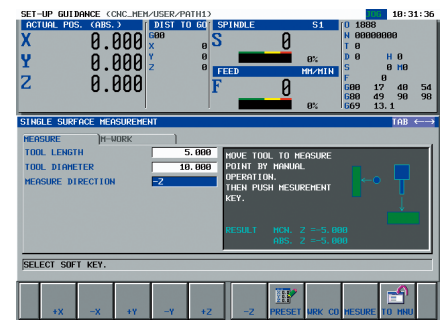 SET-UP GUIDANCE (CNC_MEM/USER/PATH1) JOG 10:31:36
ACTUAL POS. (ABS.) DIST TO GO SPINDLE S1 O 1000
X 0.000 G00 S 0 N 00000000
X 0 0% T 0
Y 0.000 Y 0 D 0 H 0
Z 0 FEED MM/MIN S 0 M0
Z 0.000 F 0 F 0
G00 17 40 54
G80 49 90 98
0% G69 13.1
SINGLE SURFACE MEASUREMENT TAB ←→
MEASURE M-WORK
TOOL LENGTH 5.000
TOOL DIAMETER 10.000
MEASURE DIRECTION -Z
MOVE TOOL TO MEASURE
POINT BY MANUAL
OPERATION.
THEN PUSH MESUREMENT
KEY.
RESULT MCN. Z =-5.000
ABS. Z =-5.000
SELECT SOFT KEY.
+X -X +Y -Y +Z -Z PRESET WRK CO MESURE TO MNU